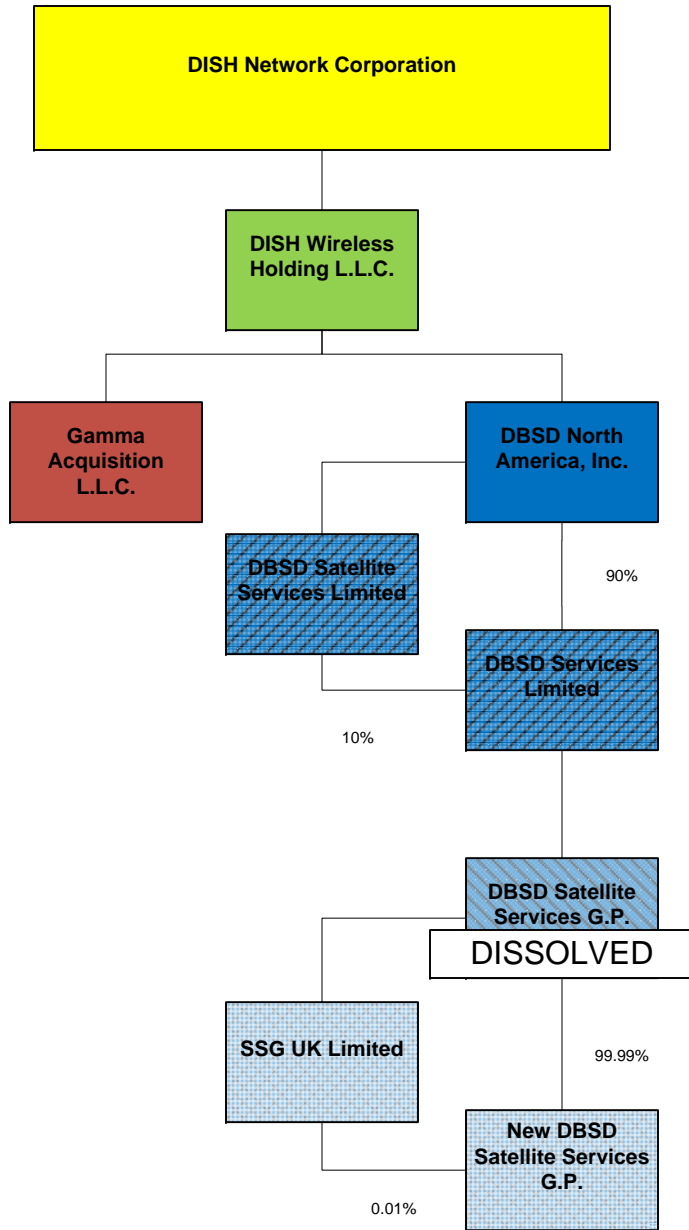 DISH Network Corporation
DISH Wireless
Holding L.L.C.
Gamma
Acquisition
L.L.C.
DBSD North
America, Inc.
DBSD Satellite
Services Limited
90%
DBSD Services
Limited
10%
DBSD Satellite
Services G.P.
DISSOLVED
SSG UK Limited
99.99%
New DBSD
Satellite Services
G.P.
0.01%